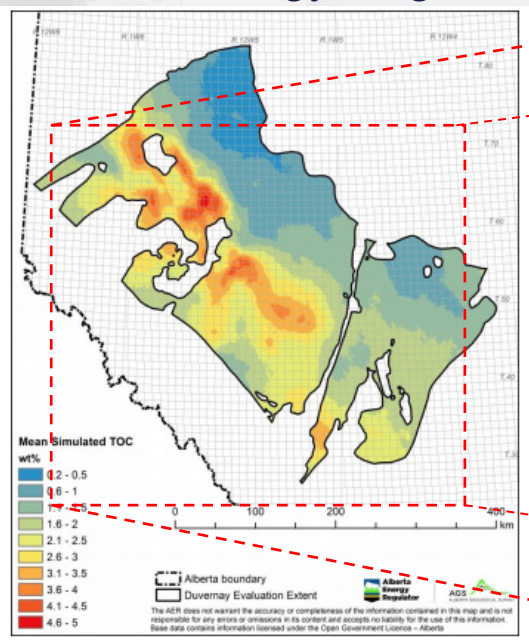 R.1W6
R.12W5
R.1W5
R.12W4
T.80
T.70
T.60
T.50
T.40
Mean Simulated TOC
wt%
0.2 - 0.5
0.6 - 1
1.6 - 2
2.1 - 2.5
2.6 - 3
3.1 - 3.5
3.6 - 4
4.1 - 4.5
4.6 - 5
0 100 200 300 400
km
Alberta boundary
Duvernay Evaluation Extent
Alberta
Energy
Regulator
AGS
ALBERTA GEOLOGICAL SURVEY
The AER does not warrant the accuracy or completeness of the information contained in this map and is not
responsible for any errors or omissions in its content and accepts no liability for the use of this information.
Base data contains information licensed under the Open Government Licence – Alberta